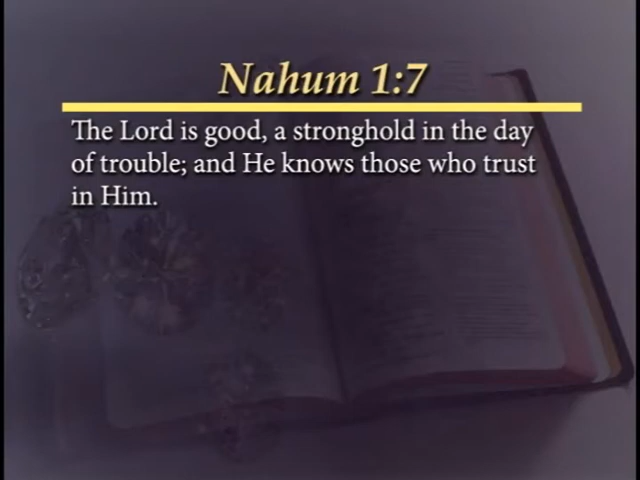 Nahum 1:7
The Lord is good, a stronghold in the day
of trouble; and He knows those who trust
in Him.